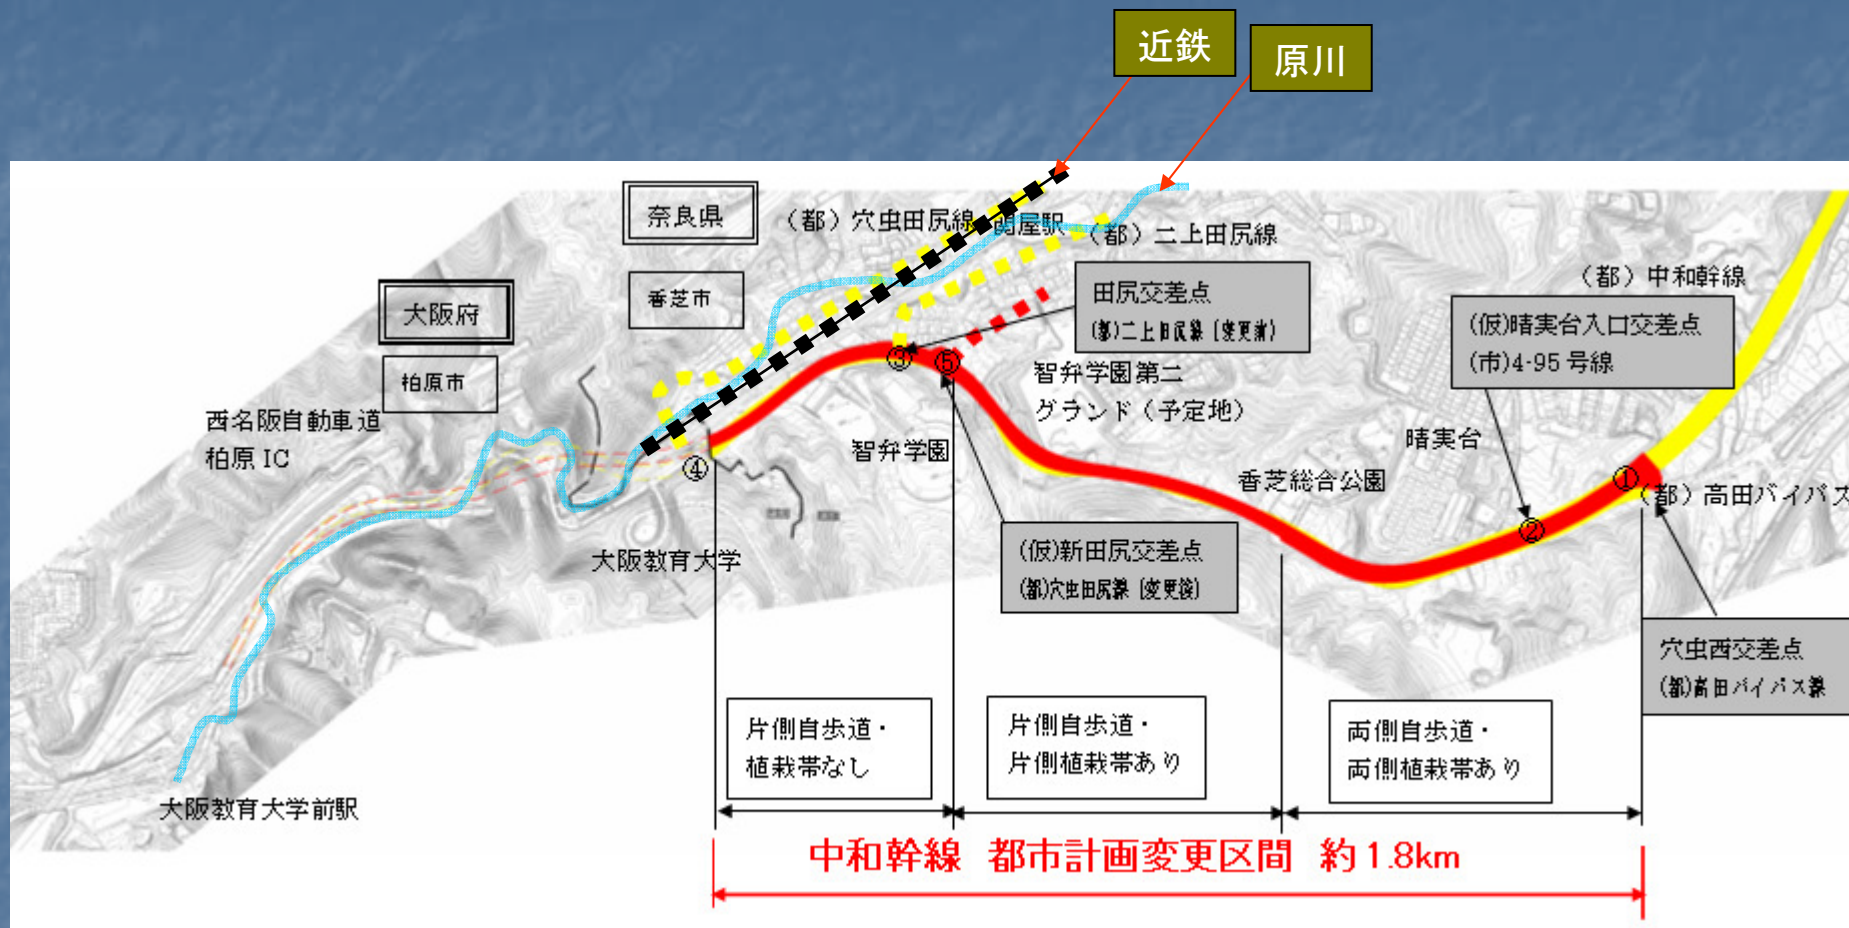 近鉄
原川
奈良県
(都)穴虫田尻線
関屋駅
(都)二上田尻線
香芝市
大阪府
柏原市
田尻交差点
(都)二上田尻線(変更前)
(都)中和幹線
(仮)晴実台入口交差点
(市)4-95号線
西名阪自動車道
柏原IC
③
⑤
智弁学園第二
グランド(予定地)
智弁学園
④
晴実台
香芝総合公園
①
(都)高田バイパス
②
大阪教育大学
(仮)新田尻交差点
(都)穴虫田尻線(変更後)
穴虫西交差点
(都)高田バイパス線
片側自歩道・
植栽帯なし
片側自歩道・
片側植栽帯あり
両側自歩道・
両側植栽帯あり
大阪教育大学前駅
中和幹線 都市計画変更区間 約1.8km